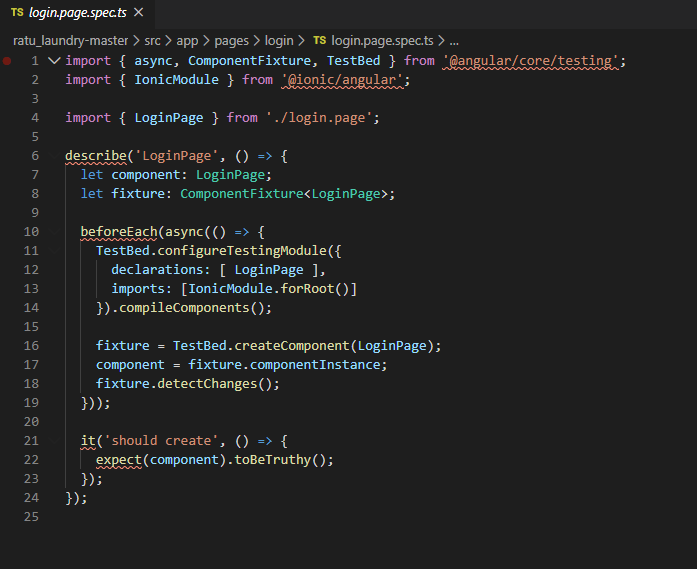 TS login.page.spec.ts ×
ratu_laundry-master > src > app > pages > login > TS login.page.spec.ts > ...
1 import { async, ComponentFixture, TestBed } from '@angular/core/testing';
2 import { IonicModule } from '@ionic/angular';
3
4 import { LoginPage } from './login.page';
5
6 describe('LoginPage', () => {
7   let component: LoginPage;
8   let fixture: ComponentFixture<LoginPage>;
9
10   beforeEach(async(() => {
11     TestBed.configureTestingModule({
12       declarations: [ LoginPage ],
13       imports: [IonicModule.forRoot()]
14     }).compileComponents();
15
16     fixture = TestBed.createComponent(LoginPage);
17     component = fixture.componentInstance;
18     fixture.detectChanges();
19   }));
20
21   it('should create', () => {
22     expect(component).toBeTruthy();
23   });
24 });
25